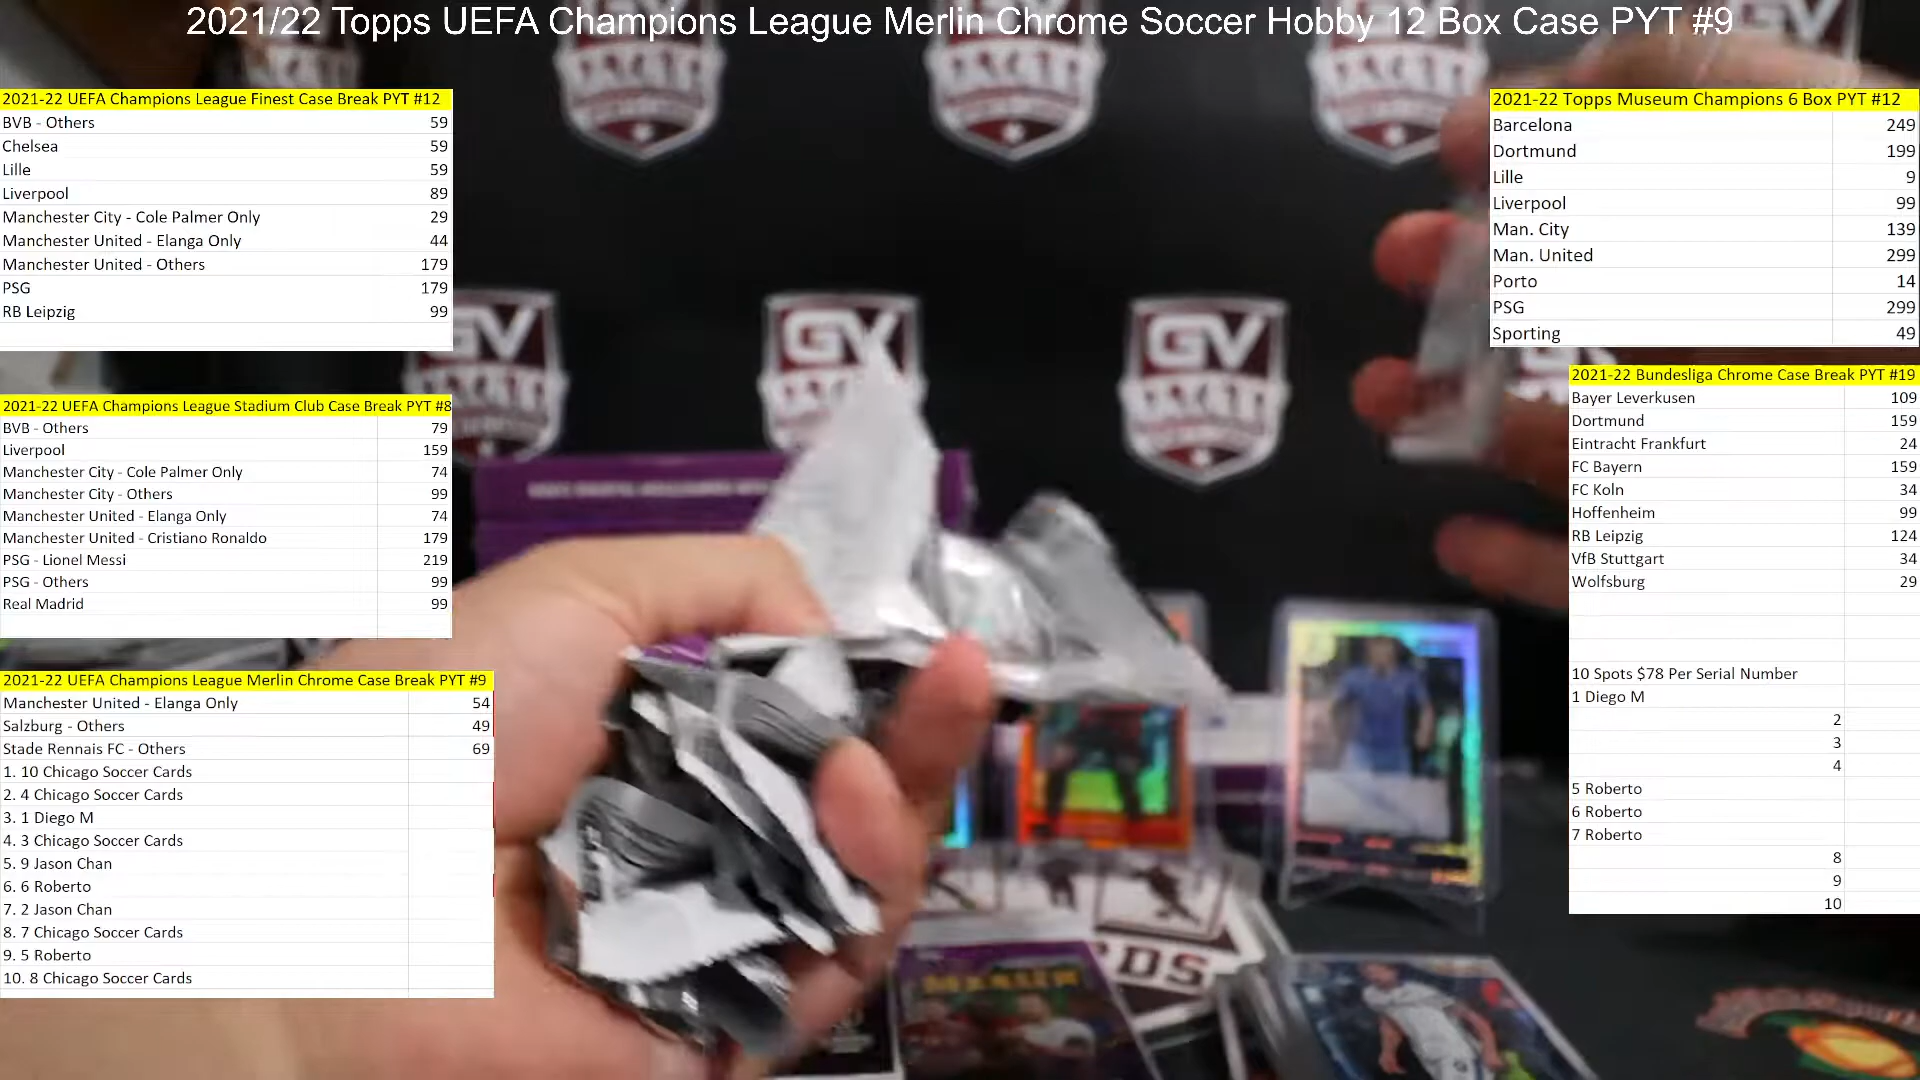 2021/22 Topps UEFA Champions League Merlin Chrome Soccer Hobby 12 Box Case PYT #9
2021-22 UEFA Champions League Finest Case Break PYT #12
BVB - Others 59
Chelsea 59
Lille 59
Liverpool 89
Manchester City - Cole Palmer Only 29
Manchester United - Elanga Only 44
Manchester United - Others 179
PSG 179
RB Leipzig 99
2021-22 UEFA Champions League Stadium Club Case Break PYT #8
BVB - Others 79
Liverpool 159
Manchester City - Cole Palmer Only 74
Manchester City - Others 99
Manchester United - Elanga Only 74
Manchester United - Cristiano Ronaldo 179
PSG - Lionel Messi 219
PSG - Others 99
Real Madrid 99
2021-22 UEFA Champions League Merlin Chrome Case Break PYT #9
Manchester United - Elanga Only 54
Salzburg - Others 49
Stade Rennais FC - Others 69
1. 10 Chicago Soccer Cards
2. 4 Chicago Soccer Cards
3. 1 Diego M
4. 3 Chicago Soccer Cards
5. 9 Jason Chan
6. 6 Roberto
7. 2 Jason Chan
8. 7 Chicago Soccer Cards
9. 5 Roberto
10. 8 Chicago Soccer Cards
2021-22 Topps Museum Champions 6 Box PYT #12
Barcelona 249
Dortmund 199
Lille 9
Liverpool 99
Man. City 139
Man. United 299
Porto 14
PSG 299
Sporting 49
2021-22 Bundesliga Chrome Case Break PYT #19
Bayer Leverkusen 109
Dortmund 159
Eintracht Frankfurt 24
FC Bayern 159
FC Koln 34
Hoffenheim 99
RB Leipzig 124
VfB Stuttgart 34
Wolfsburg 29
10 Spots $78 Per Serial Number
1 Diego M
2
3
4
5 Roberto
6 Roberto
7 Roberto
8
9
10
GV
GV
GV
GV
MERLIN
RDS